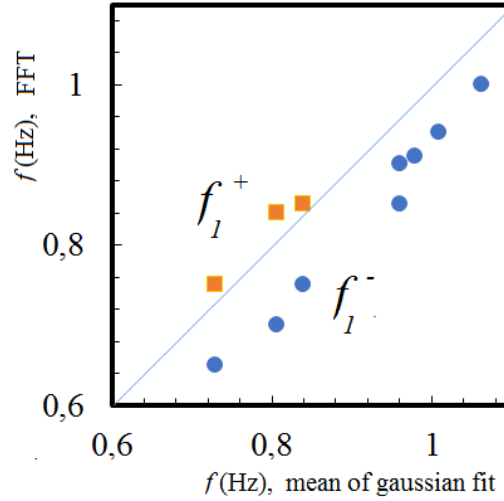 f (Hz), FFT
1
0,8
0,6
f1+
f1-
0,6
0,8
1
f (Hz), mean of gaussian fit